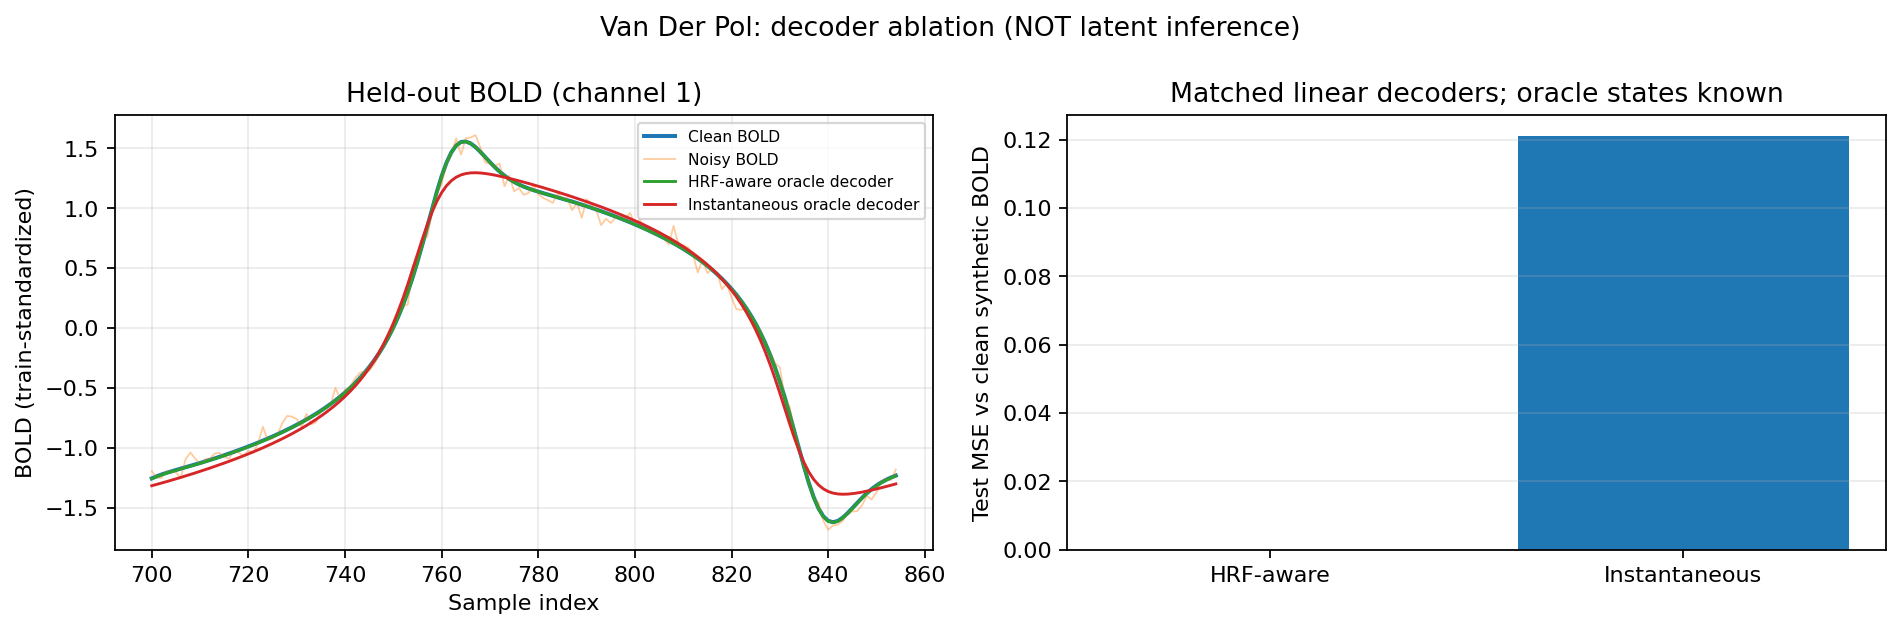 Van Der Pol: decoder ablation (NOT latent inference)
Held-out BOLD (channel 1)
BOLD (train-standardized)
1.5
1.0
0.5
0.0
−0.5
−1.0
−1.5
700
720
740
760
780
800
820
840
860
Sample index
Clean BOLD
Noisy BOLD
HRF-aware oracle decoder
Instantaneous oracle decoder
Matched linear decoders; oracle states known
Test MSE vs clean synthetic BOLD
0.12
0.10
0.08
0.06
0.04
0.02
0.00
HRF-aware
Instantaneous